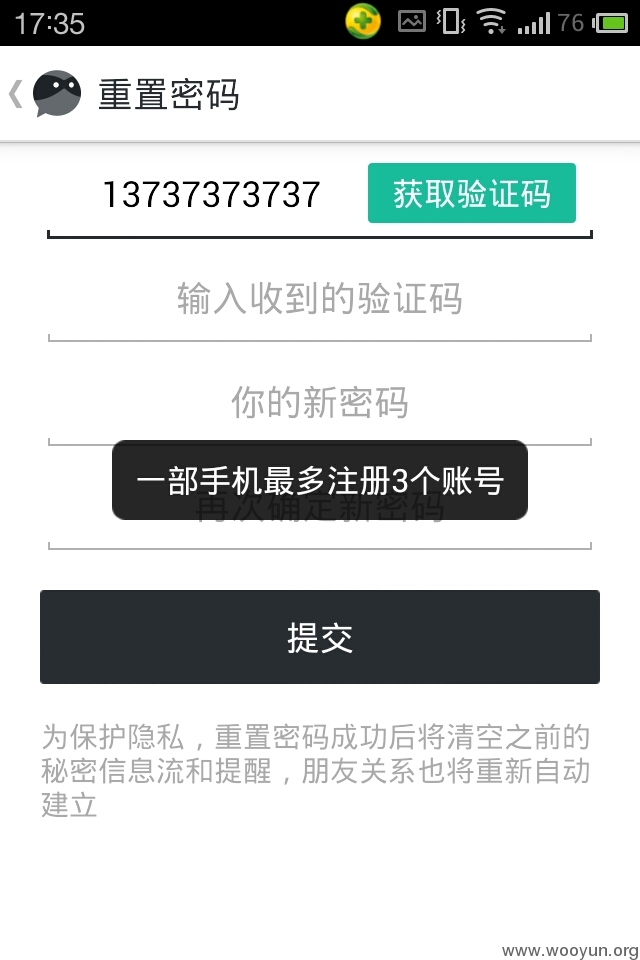 17:35
76
重置密码
13737373737
获取验证码
输入收到的验证码
你的新密码
一部手机最多注册3个账号
再次确定新密码
提交
为保护隐私，重置密码成功后将清空之前的
秘密信息流和提醒，朋友关系也将重新自动
建立
www.wooyun.org